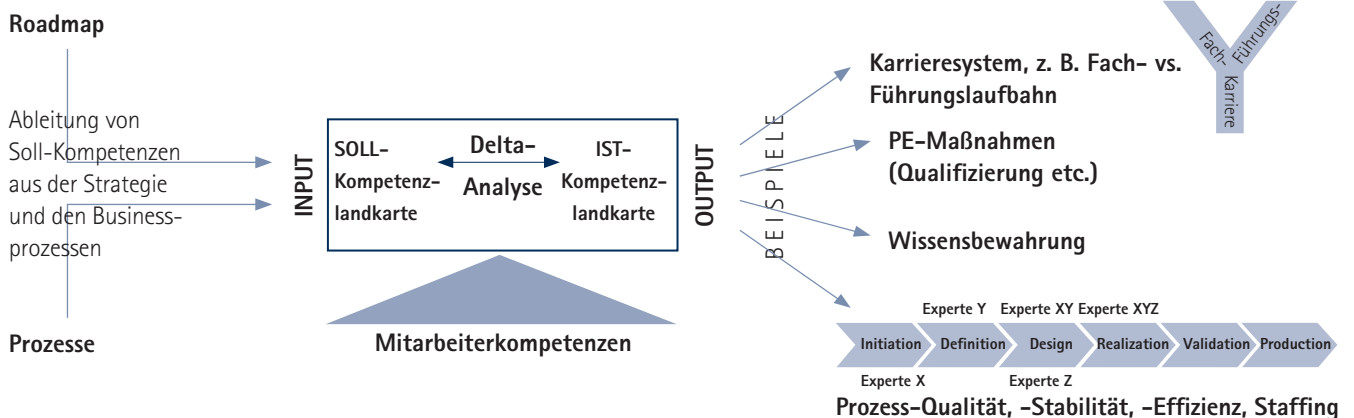 Roadmap
Ableitung von
Soll-Kompetenzen
aus der Strategie
und den Business-
prozessen
Prozesse
INPUT
SOLL-
Kompetenz-
landkarte
Delta-
Analyse
IST-
Kompetenz-
landkarte
Mitarbeiterkompetenzen
OUTPUT
BEISPIELE
Karrieresystem, z. B. Fach- vs.
Führungslaufbahn
Fach-
Führungs-
Karriere
PE-Maßnahmen
(Qualifizierung etc.)
Wissensbewahrung
Experte Y Experte XY Experte XYZ
Initiation Definition Design Realization Validation Production
Experte X Experte Z
Prozess-Qualität, -Stabilität, -Effizienz, Staffing